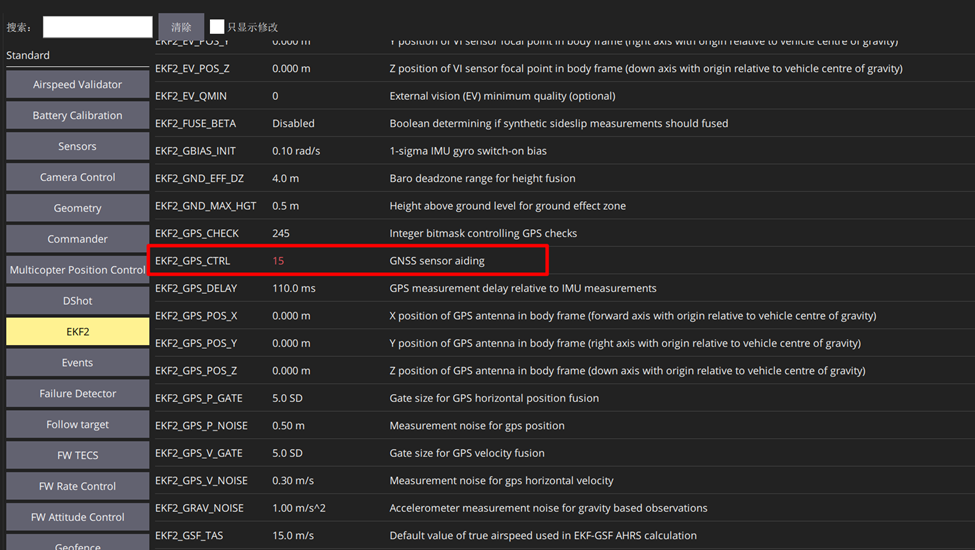 搜索： 清除 只显示修改
Standard
Airspeed Validator
Battery Calibration
Sensors
Camera Control
Geometry
Commander
Multicopter Position Control
DShot
EKF2
Events
Failure Detector
Follow target
FW TECS
FW Rate Control
FW Attitude Control
Geofence
EKF2_EV_POS_Y 0.000 m Y position of VI sensor focal point in body frame (right axis with origin relative to vehicle centre of gravity)
EKF2_EV_POS_Z 0.000 m Z position of VI sensor focal point in body frame (down axis with origin relative to vehicle centre of gravity)
EKF2_EV_QMIN 0 External vision (EV) minimum quality (optional)
EKF2_FUSE_BETA Disabled Boolean determining if synthetic sideslip measurements should fused
EKF2_GBIAS_INIT 0.10 rad/s 1-sigma IMU gyro switch-on bias
EKF2_GND_EFF_DZ 4.0 m Baro deadzone range for height fusion
EKF2_GND_MAX_HGT 0.5 m Height above ground level for ground effect zone
EKF2_GPS_CHECK 245 Integer bitmask controlling GPS checks
EKF2_GPS_CTRL 15 GNSS sensor aiding
EKF2_GPS_DELAY 110.0 ms GPS measurement delay relative to IMU measurements
EKF2_GPS_POS_X 0.000 m X position of GPS antenna in body frame (forward axis with origin relative to vehicle centre of gravity)
EKF2_GPS_POS_Y 0.000 m Y position of GPS antenna in body frame (right axis with origin relative to vehicle centre of gravity)
EKF2_GPS_POS_Z 0.000 m Z position of GPS antenna in body frame (down axis with origin relative to vehicle centre of gravity)
EKF2_GPS_P_GATE 5.0 SD Gate size for GPS horizontal position fusion
EKF2_GPS_P_NOISE 0.50 m Measurement noise for gps position
EKF2_GPS_V_GATE 5.0 SD Gate size for GPS velocity fusion
EKF2_GPS_V_NOISE 0.30 m/s Measurement noise for gps horizontal velocity
EKF2_GRAV_NOISE 1.00 m/s^2 Accelerometer measurement noise for gravity based observations
EKF2_GSF_TAS 15.0 m/s Default value of true airspeed used in EKF-GSF AHRS calculation